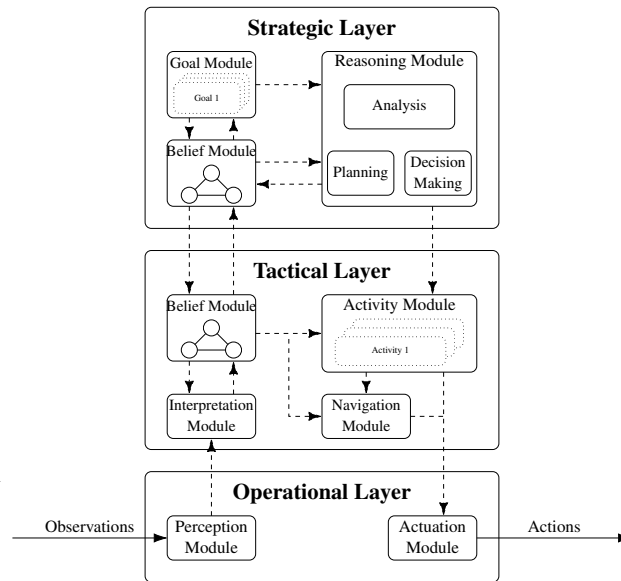 Strategic Layer
Goal Module
Goal 1
Reasoning Module
Analysis
Belief Module
Planning
Decision
Making
Tactical Layer
Belief Module
Activity Module
Activity 1
Interpretation
Module
Navigation
Module
Operational Layer
Observations
Perception
Module
Actuation
Module
Actions